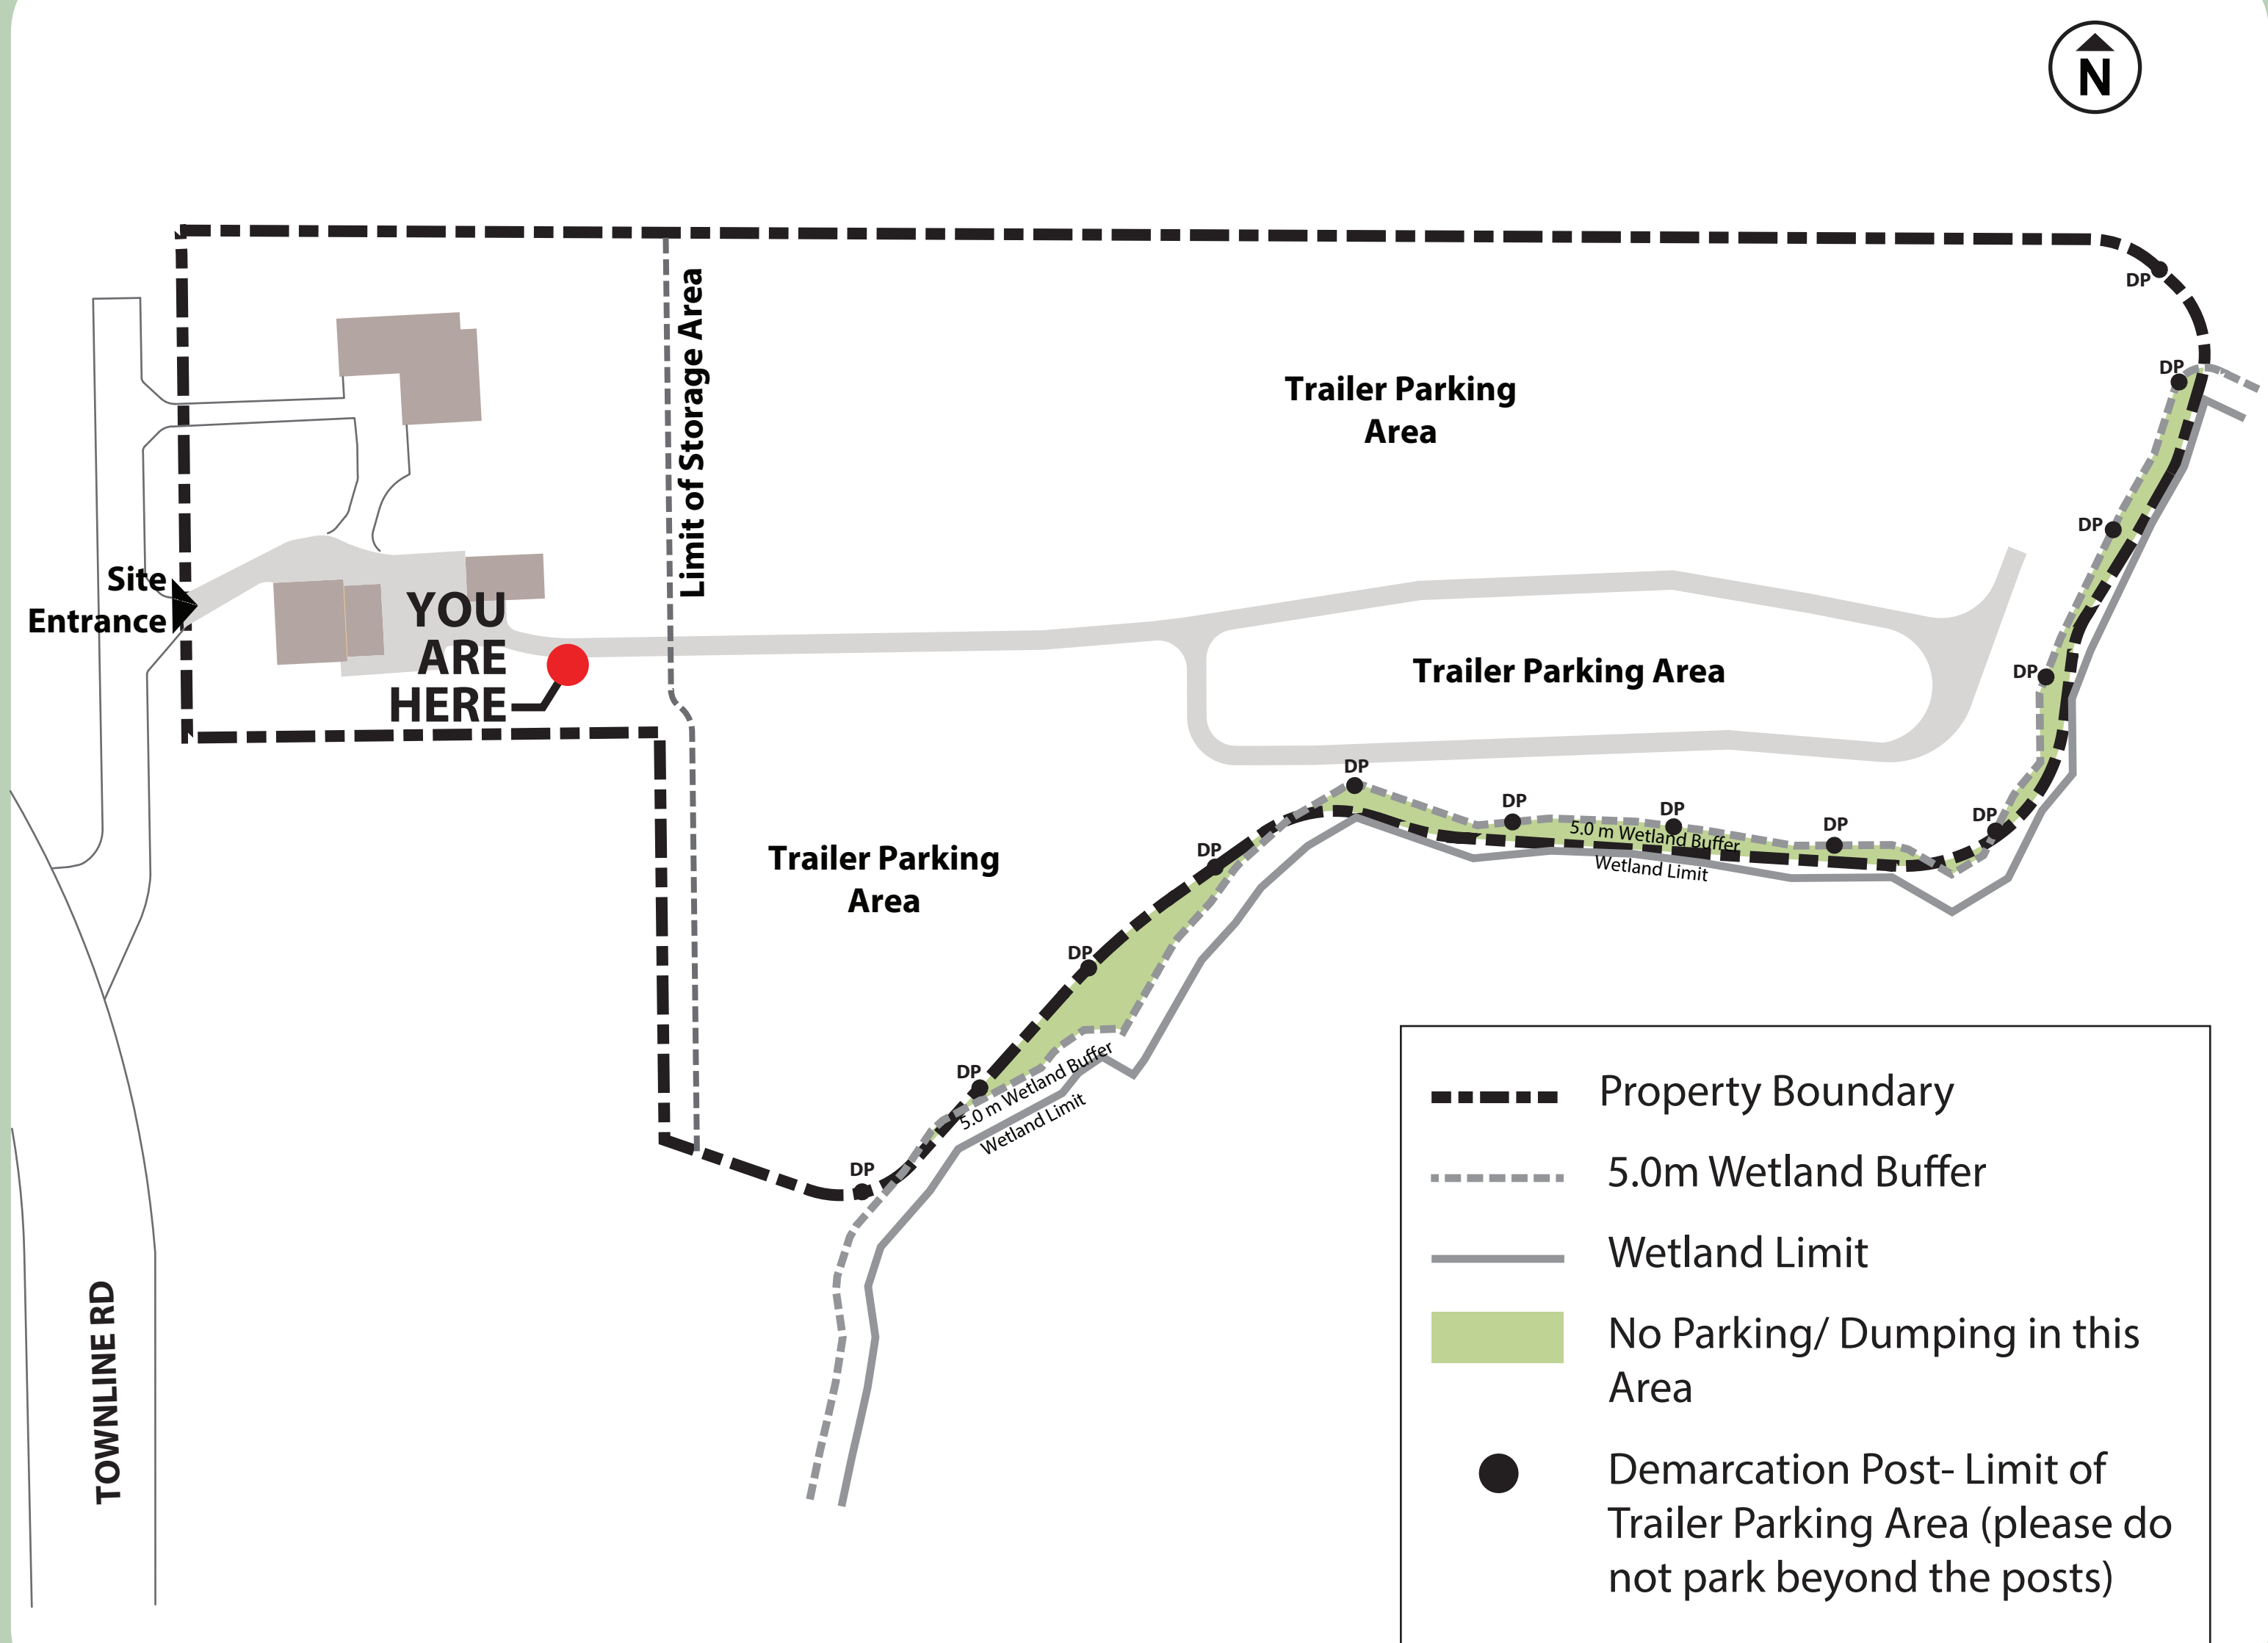 N
DP
DP
Limit of Storage Area
Trailer Parking
Area
DP
Site
Entrance
YOU
ARE
HERE
Trailer Parking Area
DP
DP
DP
DP
DP
DP
5.0 m Wetland Buffer
Wetland Limit
DP
Trailer Parking
Area
DP
DP
5.0 m Wetland Buffer
Wetland Limit
DP
TOWNLINE RD
Property Boundary
5.0m Wetland Buffer
Wetland Limit
No Parking/ Dumping in this
Area
Demarcation Post- Limit of
Trailer Parking Area (please do
not park beyond the posts)